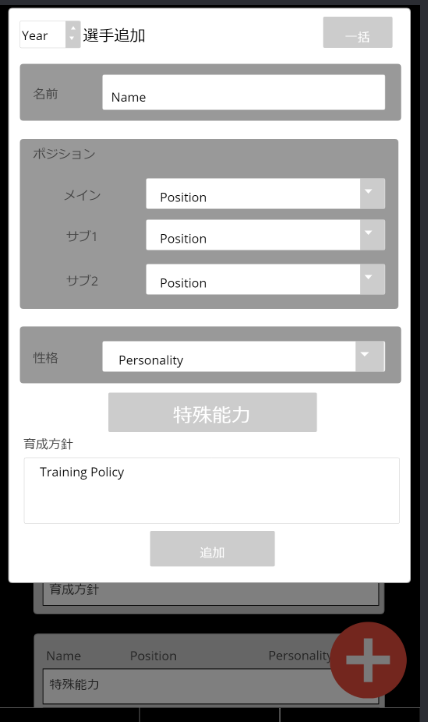 Year 選手追加 一括
名前 Name
ポジション
メイン Position
サブ1 Position
サブ2 Position
性格 Personality
特殊能力
育成方針
Training Policy
追加
育成方針
Name Position Personality
特殊能力